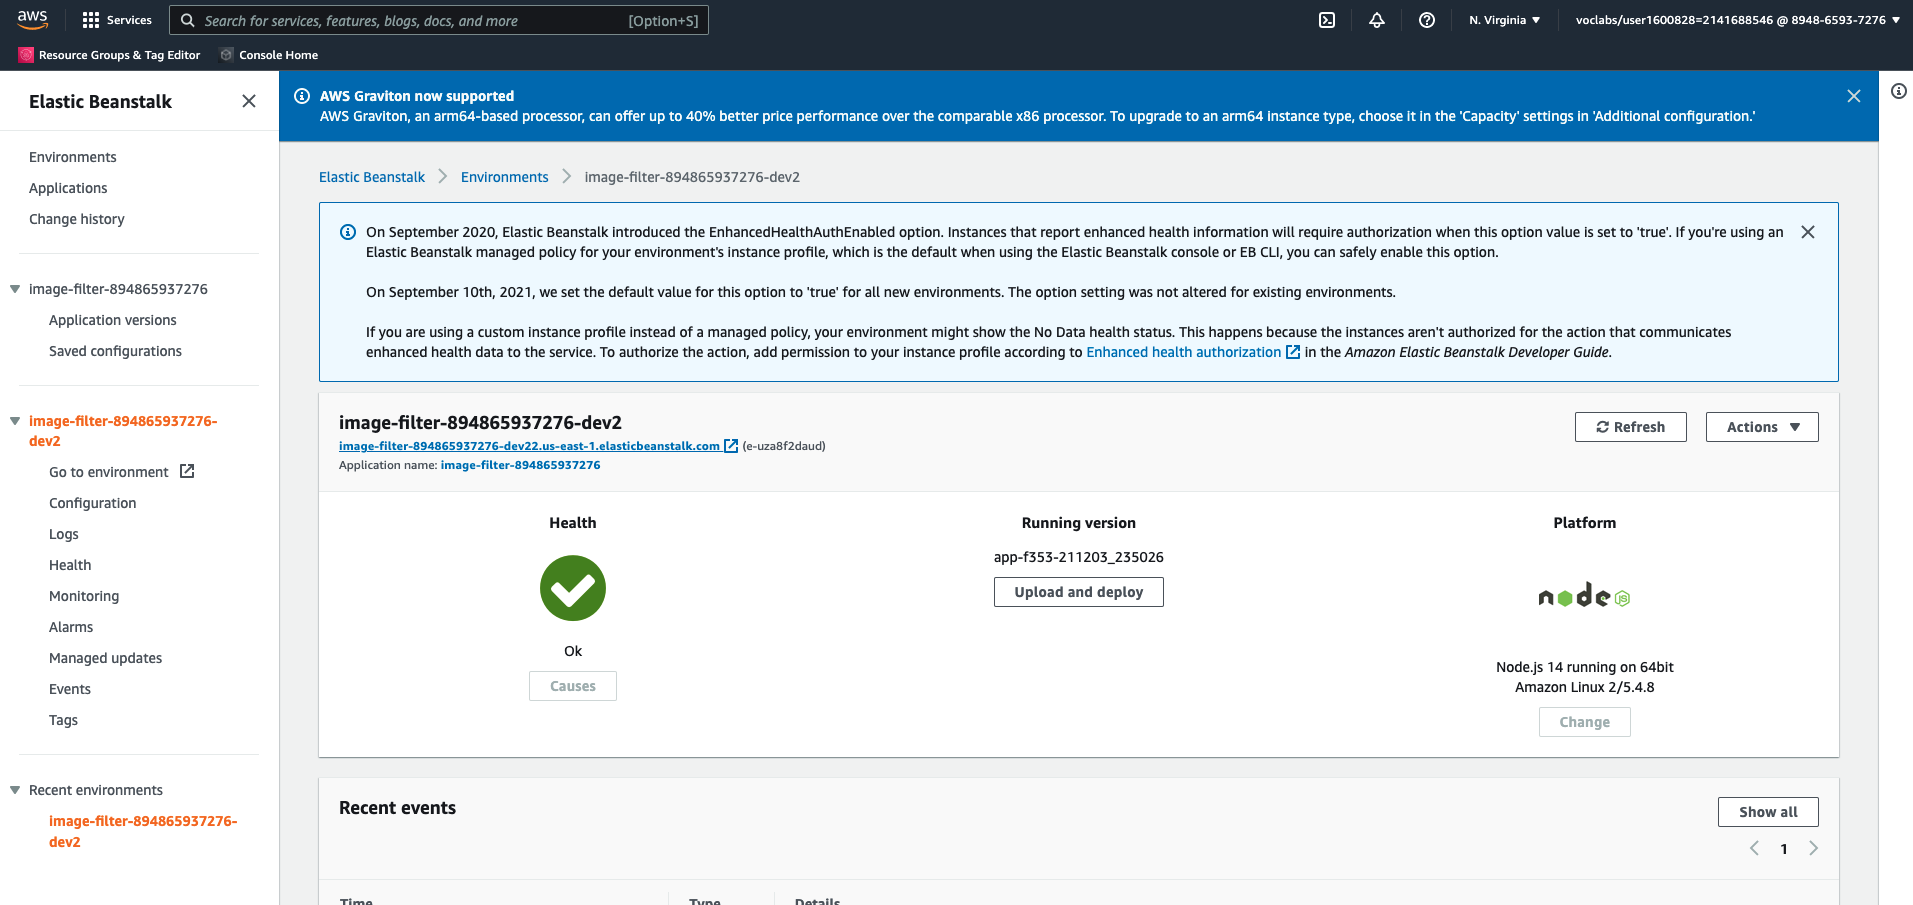 aws
Services
Search for services, features, blogs, docs, and more
[Option+S]
N. Virginia
voclabs/user1600828=2141688546 @ 8948-6593-7276
Resource Groups & Tag Editor
Console Home
Elastic Beanstalk
Environments
Applications
Change history
image-filter-894865937276
Application versions
Saved configurations
image-filter-894865937276-
dev2
Go to environment
Configuration
Logs
Health
Monitoring
Alarms
Managed updates
Events
Tags
Recent environments
image-filter-894865937276-
dev2
AWS Graviton now supported
AWS Graviton, an arm64-based processor, can offer up to 40% better price performance over the comparable x86 processor. To upgrade to an arm64 instance type, choose it in the 'Capacity' settings in 'Additional configuration.'
Elastic Beanstalk
Environments
image-filter-894865937276-dev2
On September 2020, Elastic Beanstalk introduced the EnhancedHealthAuthEnabled option. Instances that report enhanced health information will require authorization when this option value is set to 'true'. If you're using an
Elastic Beanstalk managed policy for your environment's instance profile, which is the default when using the Elastic Beanstalk console or EB CLI, you can safely enable this option.
On September 10th, 2021, we set the default value for this option to 'true' for all new environments. The option setting was not altered for existing environments.
If you are using a custom instance profile instead of a managed policy, your environment might show the No Data health status. This happens because the instances aren't authorized for the action that communicates
enhanced health data to the service. To authorize the action, add permission to your instance profile according to Enhanced health authorization in the Amazon Elastic Beanstalk Developer Guide.
image-filter-894865937276-dev2
image-filter-894865937276-dev22.us-east-1.elasticbeanstalk.com (e-uza8f2daud)
Application name: image-filter-894865937276
Refresh
Actions
Health
Ok
Causes
Running version
app-f353-211203_235026
Upload and deploy
Platform
node JS
Node.js 14 running on 64bit
Amazon Linux 2/5.4.8
Change
Recent events
Show all
1
Time
Type
Details